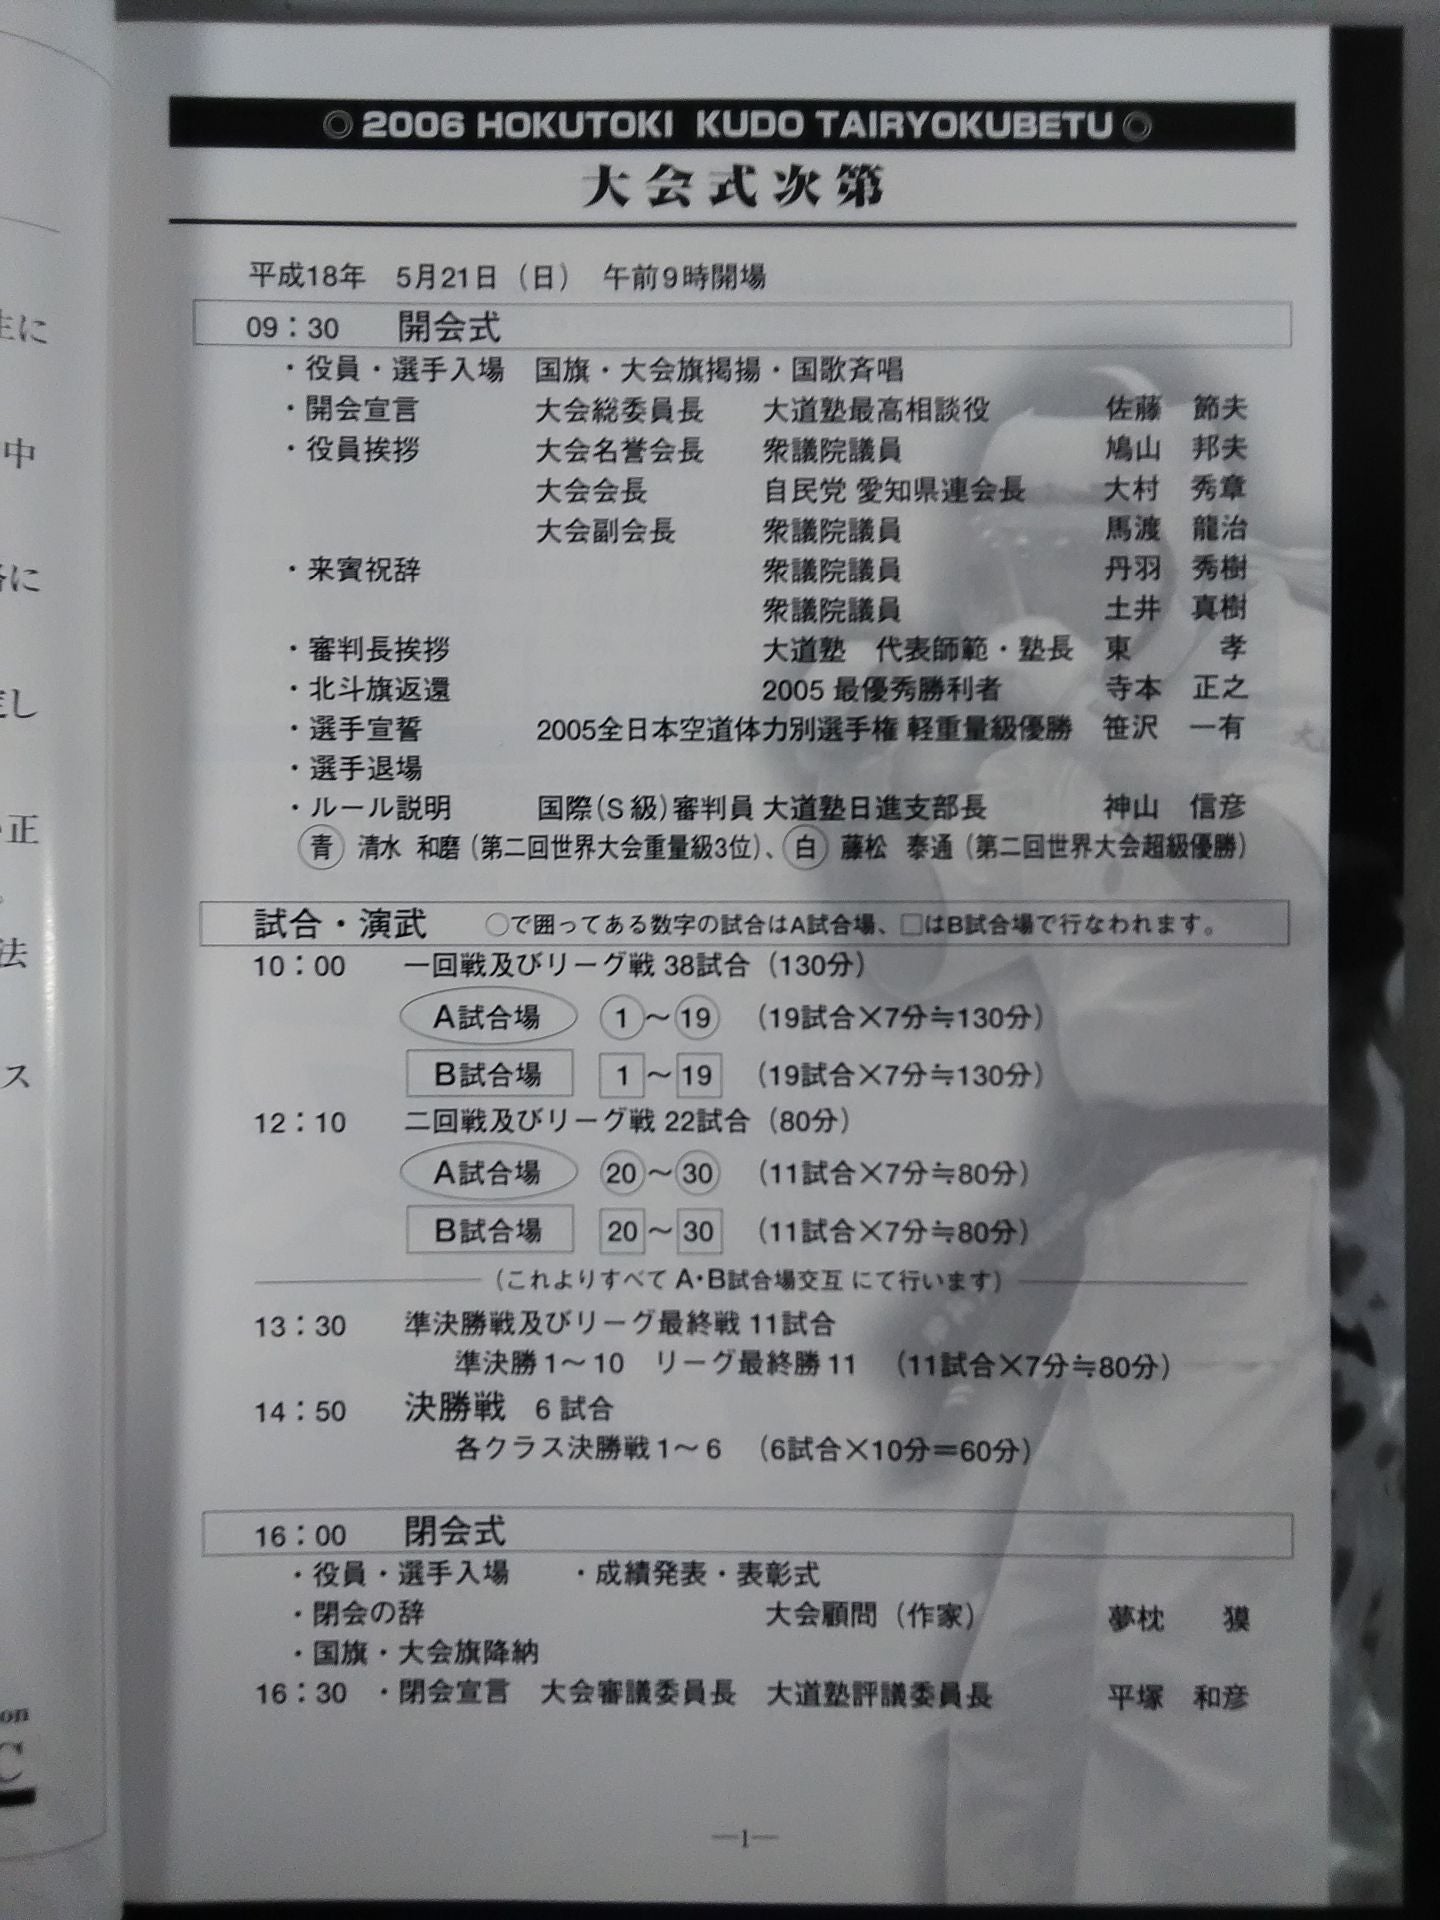 ◎ 2006 HOKUTOKI KUDO TAIRYOKUBETU ◎
大会式次第
平成18年　5月21日（日）　午前9時開場
09：30　開会式
・役員・選手入場　国旗・大会旗掲揚・国歌斉唱
・開会宣言　大会総委員長　大道塾最高相談役　佐藤　節夫
・役員挨拶　大会名誉会長　衆議院議員　鳩山　邦夫
大会会長　自民党 愛知県連会長　大村　秀章
大会副会長　衆議院議員　馬渡　龍治
・来賓祝辞　衆議院議員　丹羽　秀樹
衆議院議員　土井　真樹
・審判長挨拶　大道塾　代表師範・塾長　東　孝
・北斗旗返還　2005 最優秀勝利者　寺本　正之
・選手宣誓　2005全日本空道体力別選手権 軽重量級優勝　笹沢　一有
・選手退場
・ルール説明　国際(S級)審判員 大道塾日進支部長　神山　信彦
青　清水 和磨（第二回世界大会重量級3位）、白　藤松 泰通（第二回世界大会超級優勝）
試合・演武　○で囲ってある数字の試合はA試合場、□はB試合場で行なわれます。
10：00　一回戦及びリーグ戦 38試合（130分）
A試合場　①～⑲　（19試合×7分≒130分）
B試合場　1～19　（19試合×7分≒130分）
12：10　二回戦及びリーグ戦 22試合（80分）
A試合場　⑳～㉚　（11試合×7分≒80分）
B試合場　20～30　（11試合×7分≒80分）
（これよりすべて A・B試合場交互 にて行います）
13：30　準決勝戦及びリーグ最終戦 11試合
準決勝 1～10　リーグ最終勝 11　（11試合×7分≒80分）
14：50　決勝戦　6 試合
各クラス決勝戦 1～6　（6試合×10分＝60分）
16：00　閉会式
・役員・選手入場　・成績発表・表彰式
・閉会の辞　大会顧問（作家）　夢枕　獏
・国旗・大会旗降納
16：30　・閉会宣言　大会審議委員長　大道塾評議委員長　平塚　和彦
―1―